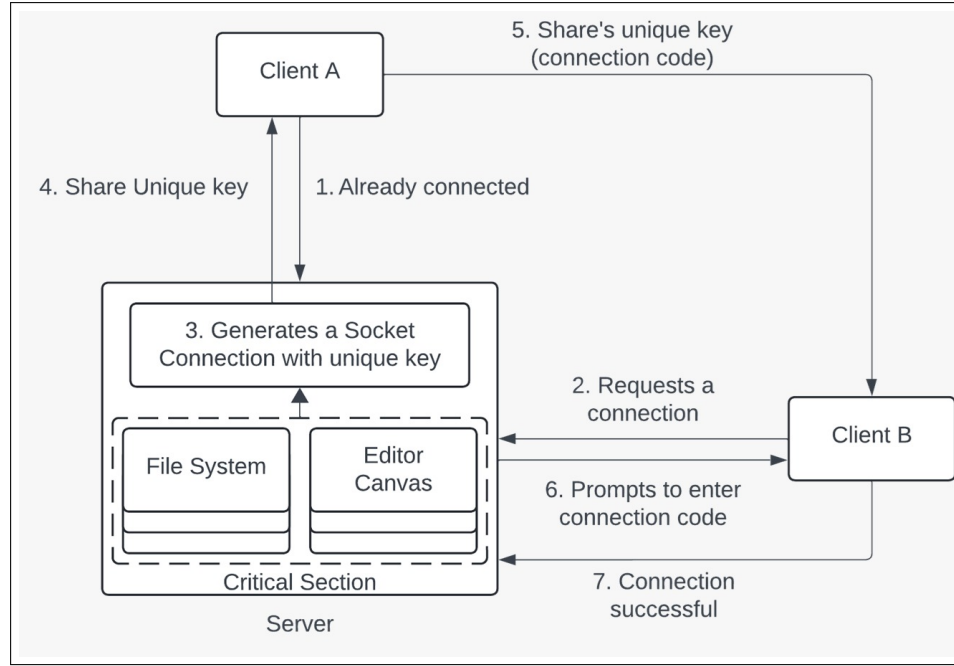 5. Share's unique key
(connection code)
Client A
4. Share Unique key
1. Already connected
3. Generates a Socket
Connection with unique key
2. Requests a
connection
Client B
File System
Editor
Canvas
6. Prompts to enter
connection code
Critical Section
7. Connection
successful
Server